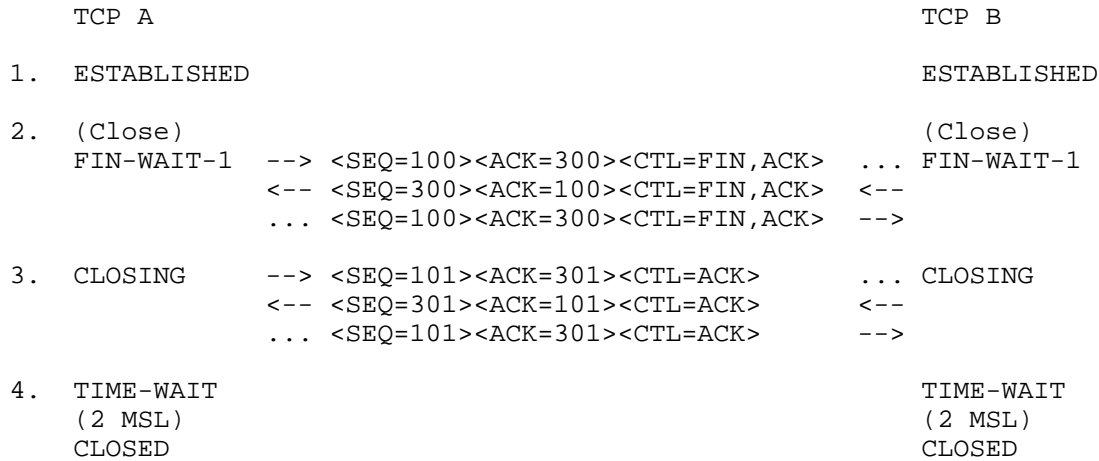 TCP A TCP B
1. ESTABLISHED ESTABLISHED
2. (Close) (Close)
FIN-WAIT-1 --> <SEQ=100><ACK=300><CTL=FIN,ACK> ... FIN-WAIT-1
<-- <SEQ=300><ACK=100><CTL=FIN,ACK> <--
... <SEQ=100><ACK=300><CTL=FIN,ACK> -->
3. CLOSING --> <SEQ=101><ACK=301><CTL=ACK> ... CLOSING
<-- <SEQ=301><ACK=101><CTL=ACK> <--
... <SEQ=101><ACK=301><CTL=ACK> -->
4. TIME-WAIT TIME-WAIT
(2 MSL) (2 MSL)
CLOSED CLOSED